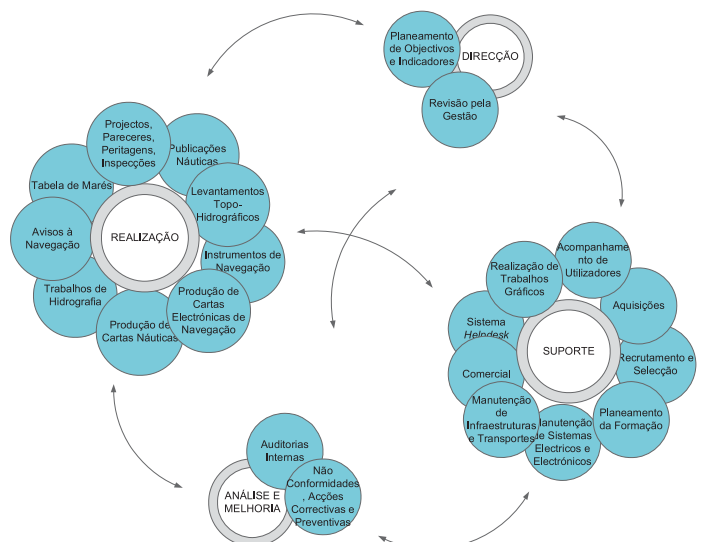 Planeamento
de Objectivos
e Indicadores
DIRECÇÃO
Revisão pela
Gestão
Projectos,
Pareceres,
Peritagens,
Inspecções
Publicações
Náuticas
Tabela de Marés
Levantamentos
Topo-
Hidrográficos
REALIZAÇÃO
Avisos à
Navegação
Instrumentos de
Navegação
Trabalhos de
Hidrografia
Produção de
Cartas
Electrónicas de
Navegação
Produção de
Cartas Náuticas
Acompanhame
nto de
Utilizadores
Realização de
Trabalhos
Gráficos
Aquisições
Sistema
Helpdesk
SUPORTE
Recrutamento e
Selecção
Comercial
Manutenção
de
Infraestruturas
e Transportes
Planeamento
da Formação
Manutenção
de Sistemas
Electricos e
Electrónicos
Auditorias
Internas
ANÁLISE E
MELHORIA
Não
Conformidades
, Acções
Correctivas e
Preventivas